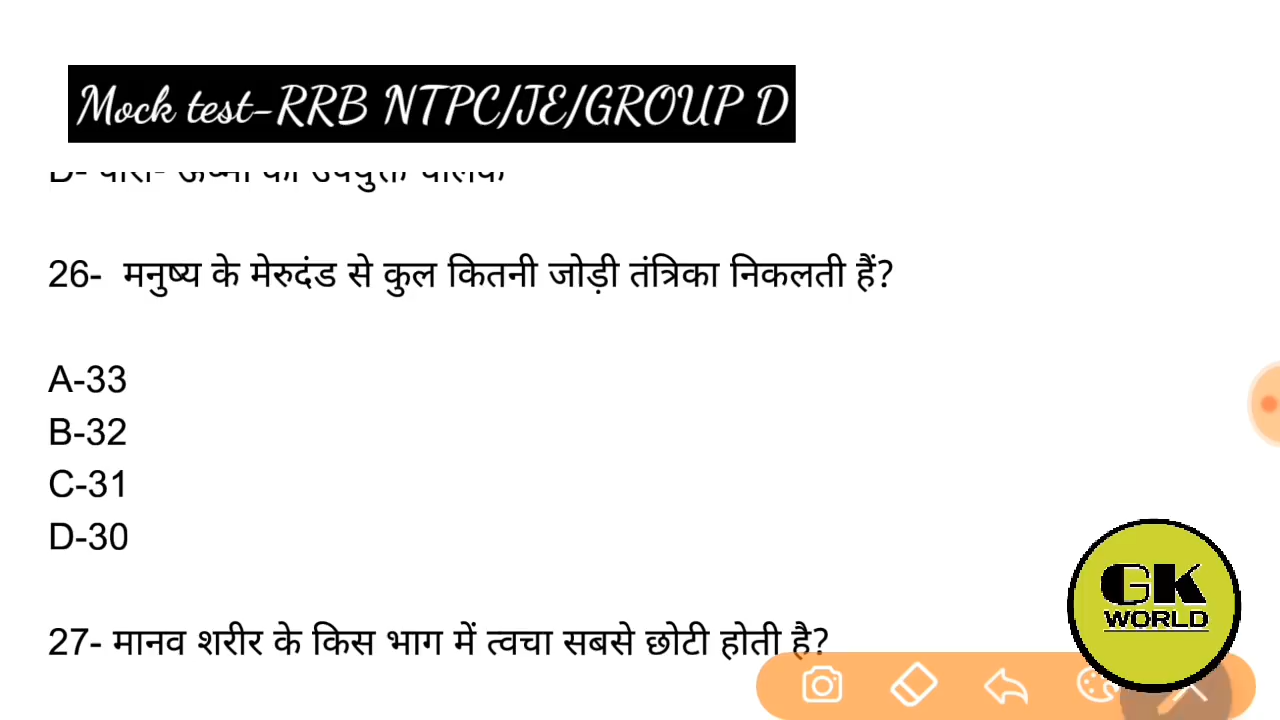 Mock test-RRB NTPC/JE/GROUP D
26- मनुष्य के मेरुदंड से कुल कितनी जोड़ी तंत्रिका निकलती हैं?
A-33
B-32
C-31
D-30
27- मानव शरीर के किस भाग में त्वचा सबसे छोटी होती है?
GK
WORLD